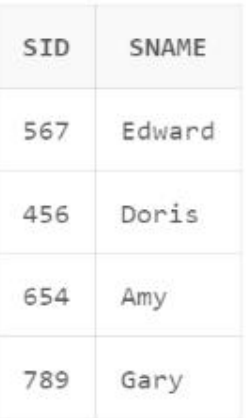 SID SNAME
567 Edward
456 Doris
654 Amy
789 Gary